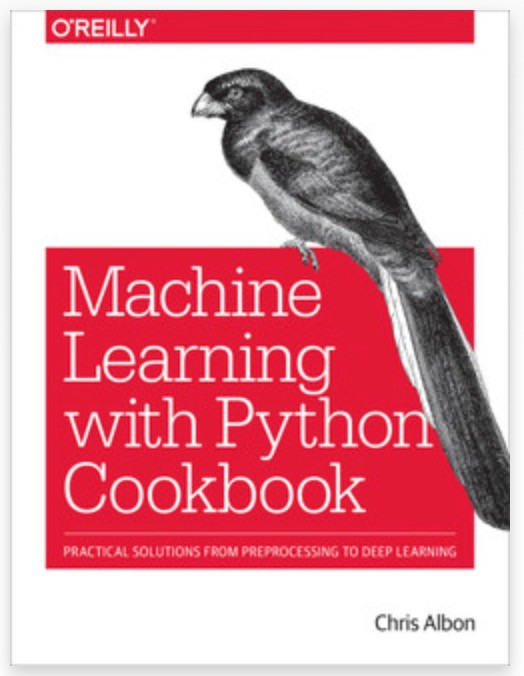 O'REILLY®
Machine
Learning
with Python
Cookbook
PRACTICAL SOLUTIONS FROM PREPROCESSING TO DEEP LEARNING
Chris Albon